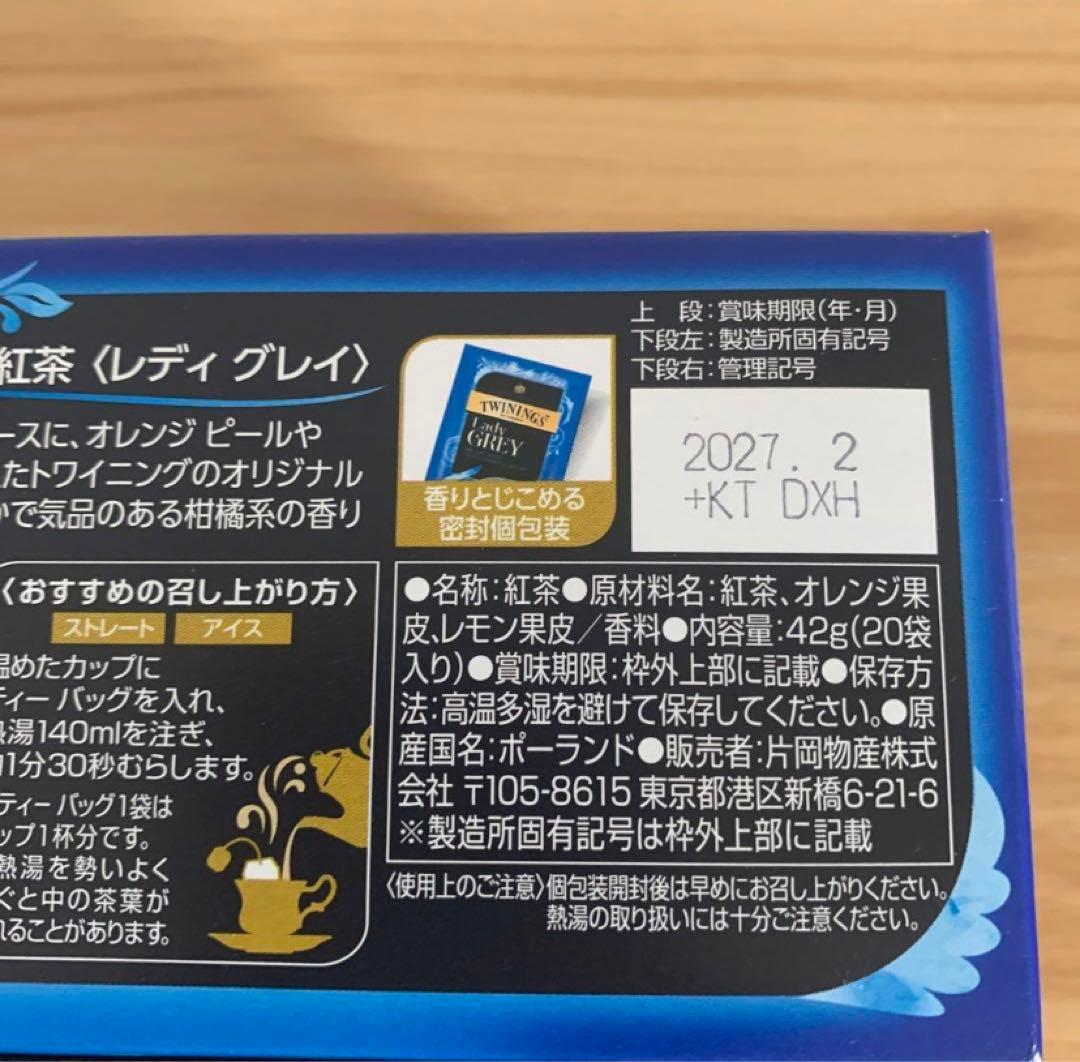 紅茶〈レディ グレイ〉
ースに、オレンジ ピールや
たトワイニングのオリジナル
で気品のある柑橘系の香り
〈おすすめの召し上がり方〉
ストレート アイス
温めたカップに
ティー バッグを入れ、
熱湯140mlを注ぎ、
1分30秒むらします。
ティー バッグ1袋は
ップ1杯分です。
熱湯を勢いよく
ぐと中の茶葉が
れることがあります。
TWININGS
Lady
GREY
香りとじこめる
密封個包装
上　段：賞味期限(年・月)
下段左：製造所固有記号
下段右：管理記号
2027. 2
+KT DXH
●名称：紅茶●原材料名：紅茶、オレンジ果
皮、レモン果皮／香料●内容量：42g(20袋
入り)●賞味期限：枠外上部に記載●保存方
法：高温多湿を避けて保存してください。●原
産国名：ポーランド●販売者：片岡物産株式
会社 〒105-8615 東京都港区新橋6-21-6
※製造所固有記号は枠外上部に記載
〈使用上のご注意〉個包装開封後は早めにお召し上がりください。
熱湯の取り扱いには十分ご注意ください。